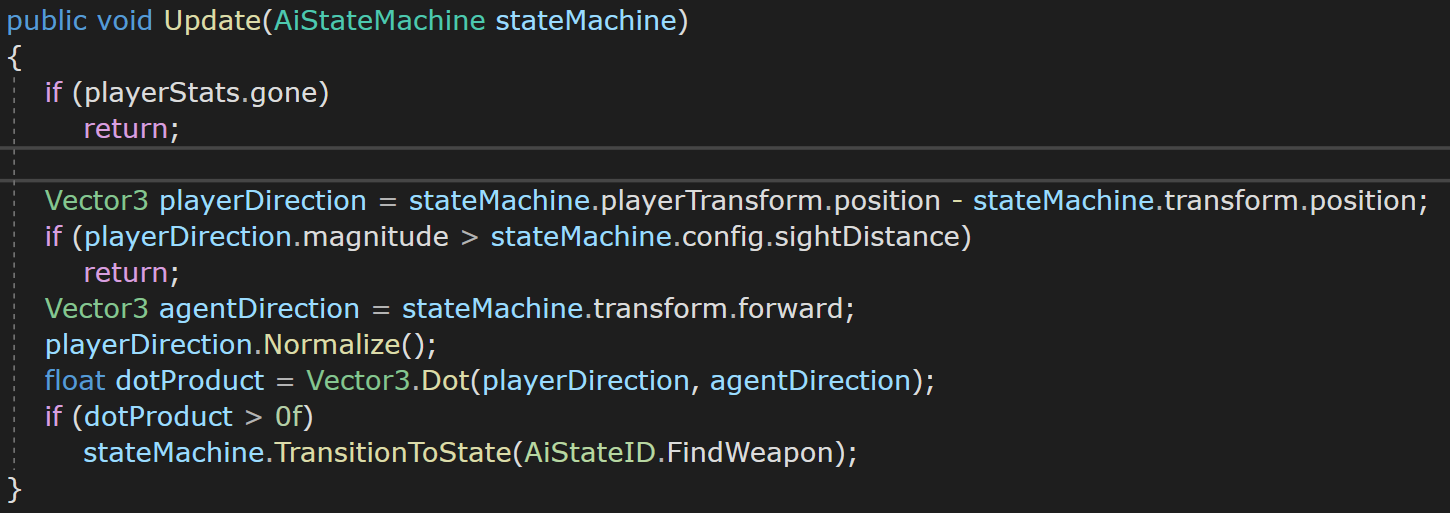 public void Update(AiStateMachine stateMachine)
{
if (playerStats.gone)
return;
Vector3 playerDirection = stateMachine.playerTransform.position - stateMachine.transform.position;
if (playerDirection.magnitude > stateMachine.config.sightDistance)
return;
Vector3 agentDirection = stateMachine.transform.forward;
playerDirection.Normalize();
float dotProduct = Vector3.Dot(playerDirection, agentDirection);
if (dotProduct > 0f)
stateMachine.TransitionToState(AiStateID.FindWeapon);
}